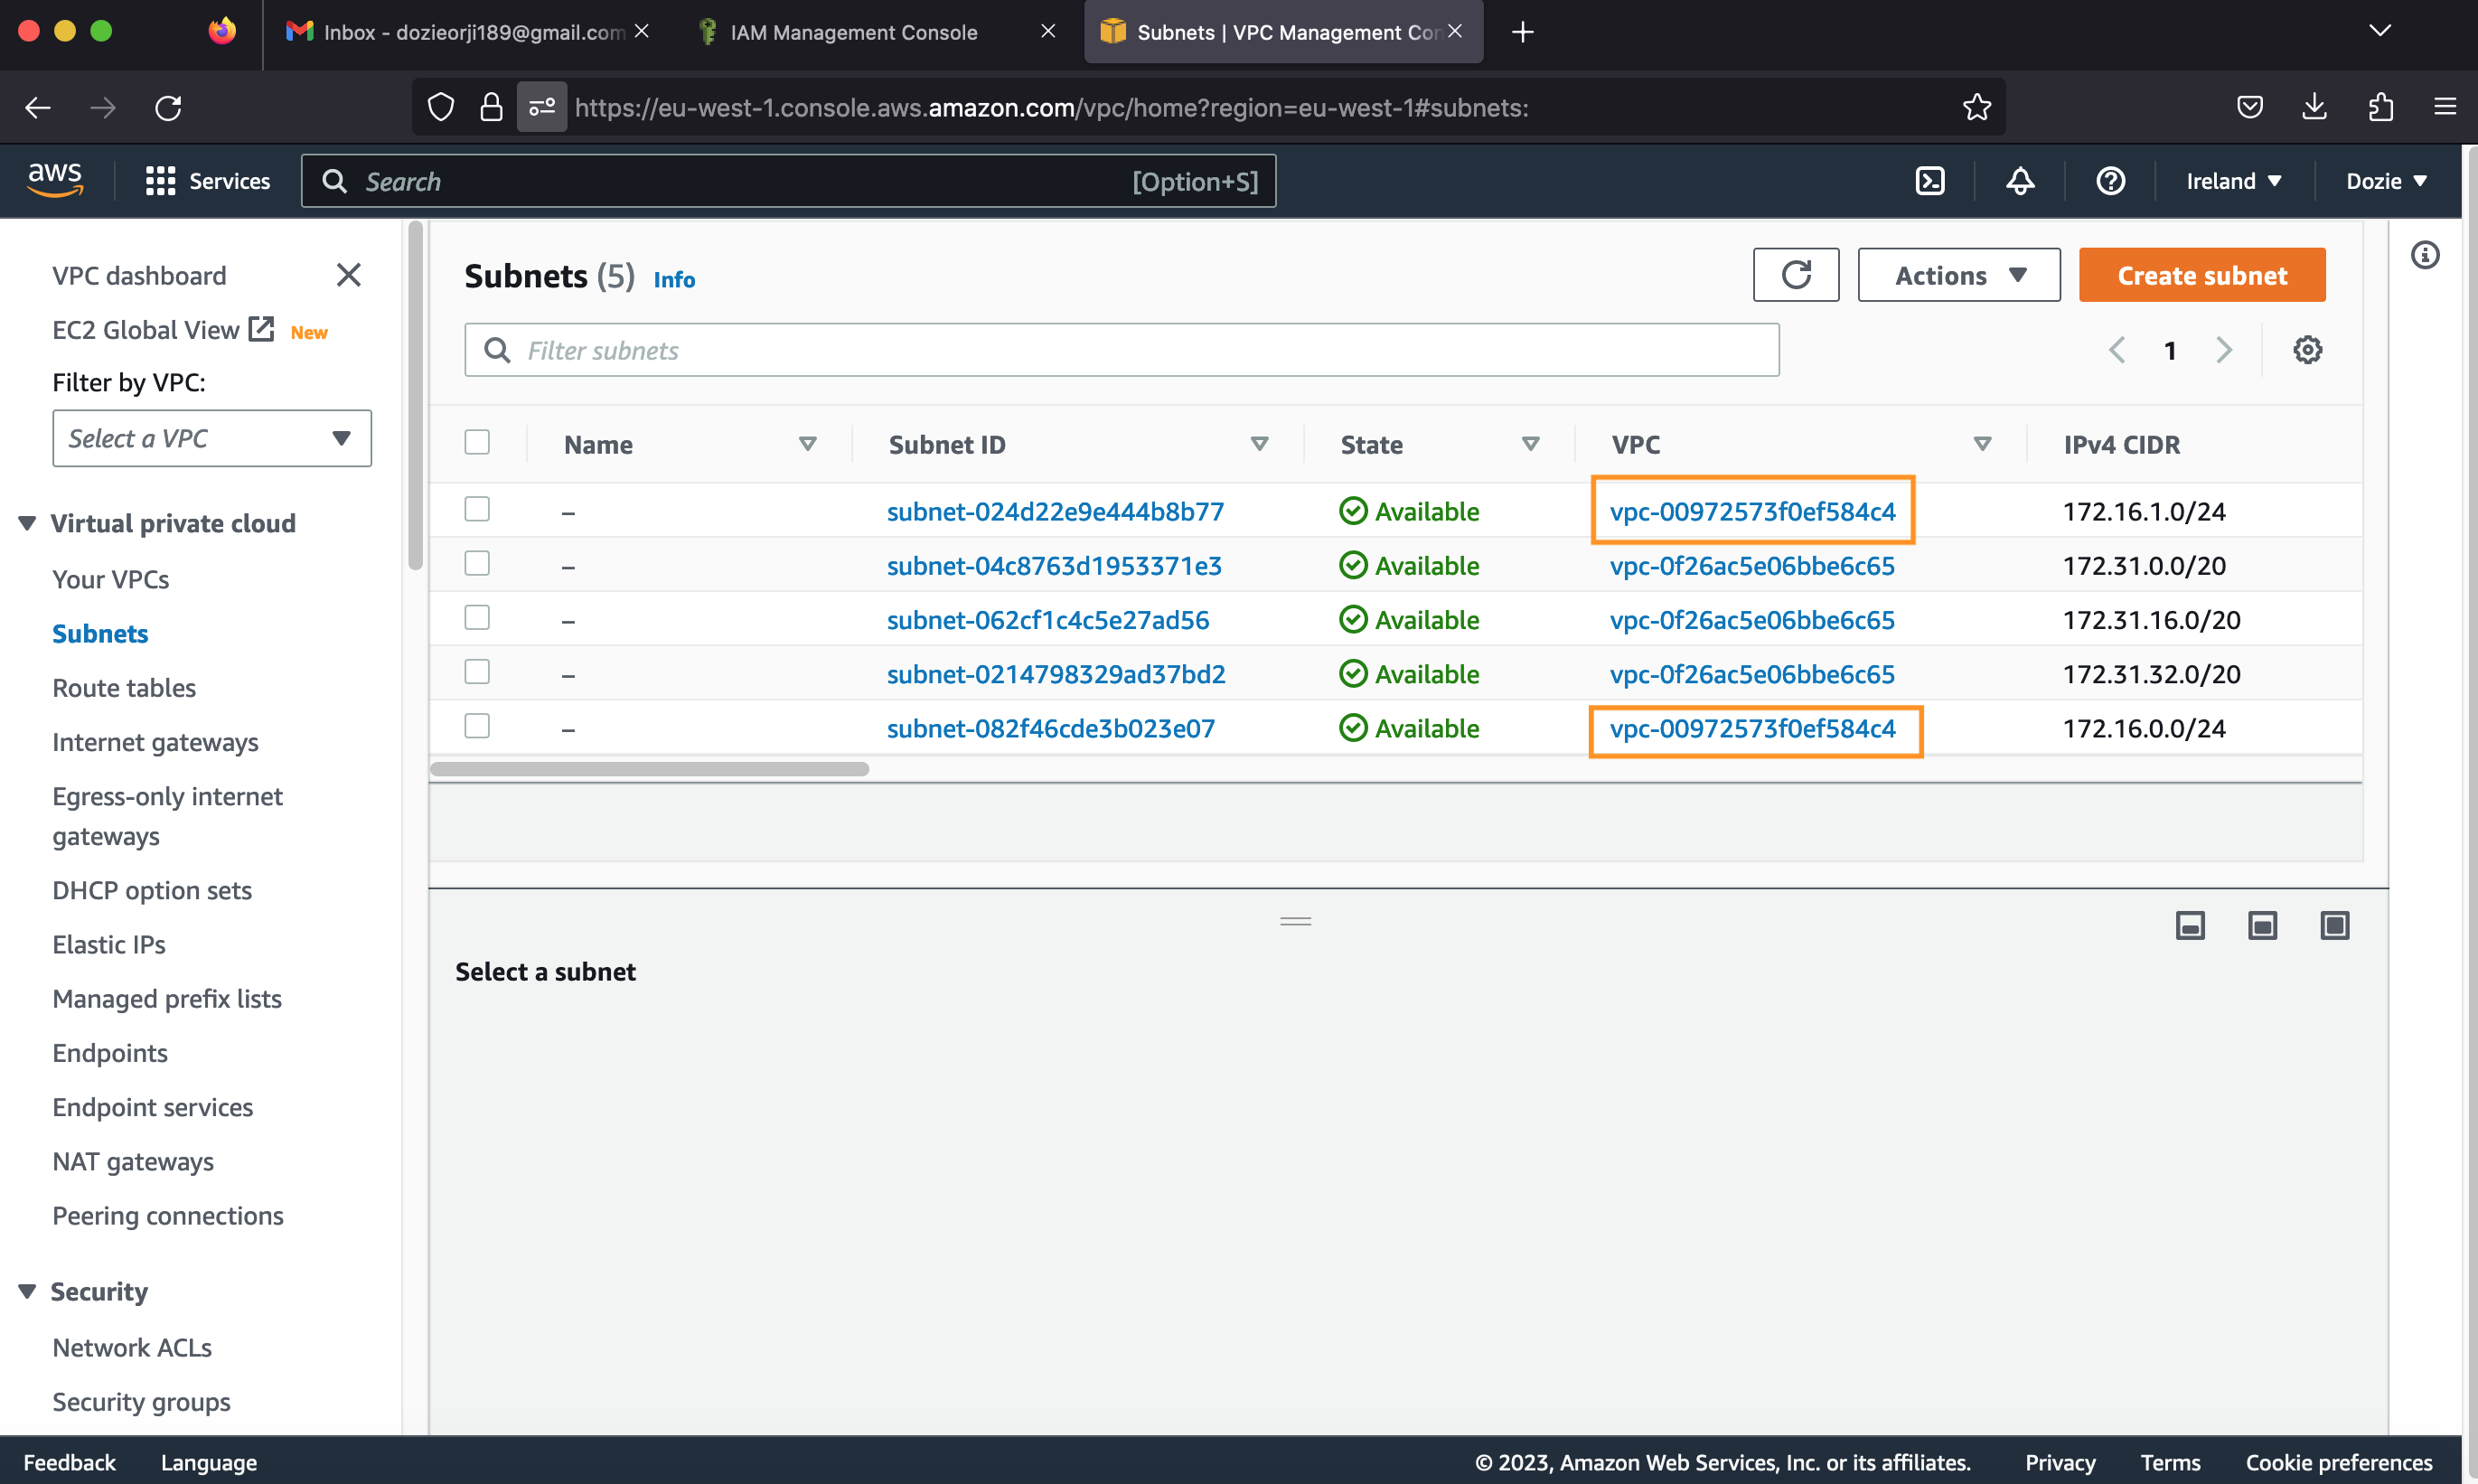 Inbox - dozieorji189@gmail.com
IAM Management Console
Subnets | VPC Management Con
https://eu-west-1.console.aws.amazon.com/vpc/home?region=eu-west-1#subnets:
aws
Services
Search
[Option+S]
Ireland
Dozie
VPC dashboard
EC2 Global View
New
Filter by VPC:
Select a VPC
Virtual private cloud
Your VPCs
Subnets
Route tables
Internet gateways
Egress-only internet
gateways
DHCP option sets
Elastic IPs
Managed prefix lists
Endpoints
Endpoint services
NAT gateways
Peering connections
Security
Network ACLs
Security groups
Subnets (5) Info
Actions
Create subnet
Filter subnets
1
Name Subnet ID State VPC IPv4 CIDR
– subnet-024d22e9e444b8b77 Available vpc-00972573f0ef584c4 172.16.1.0/24
– subnet-04c8763d1953371e3 Available vpc-0f26ac5e06bbe6c65 172.31.0.0/20
– subnet-062cf1c4c5e27ad56 Available vpc-0f26ac5e06bbe6c65 172.31.16.0/20
– subnet-0214798329ad37bd2 Available vpc-0f26ac5e06bbe6c65 172.31.32.0/20
– subnet-082f46cde3b023e07 Available vpc-00972573f0ef584c4 172.16.0.0/24
Select a subnet
Feedback
Language
© 2023, Amazon Web Services, Inc. or its affiliates.
Privacy
Terms
Cookie preferences